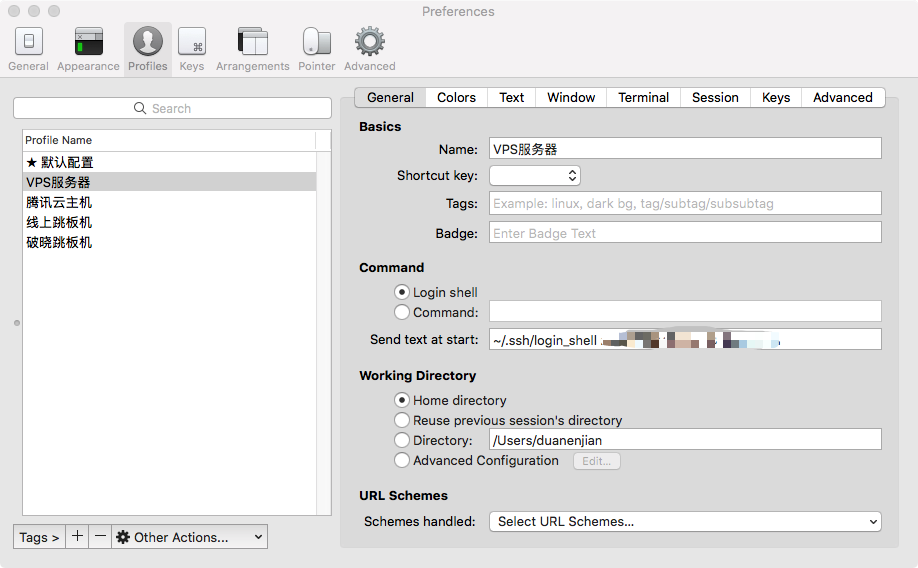 Preferences
General Appearance Profiles Keys Arrangements Pointer Advanced
Search
Profile Name
★ 默认配置
VPS服务器
腾讯云主机
线上跳板机
破晓跳板机
Tags > + − Other Actions...
General Colors Text Window Terminal Session Keys Advanced
Basics
Name: VPS服务器
Shortcut key:
Tags: Example: linux, dark bg, tag/subtag/subsubtag
Badge: Enter Badge Text
Command
Login shell
Command:
Send text at start: ~/.ssh/login_shell
Working Directory
Home directory
Reuse previous session's directory
Directory: /Users/duanenjian
Advanced Configuration Edit...
URL Schemes
Schemes handled: Select URL Schemes...